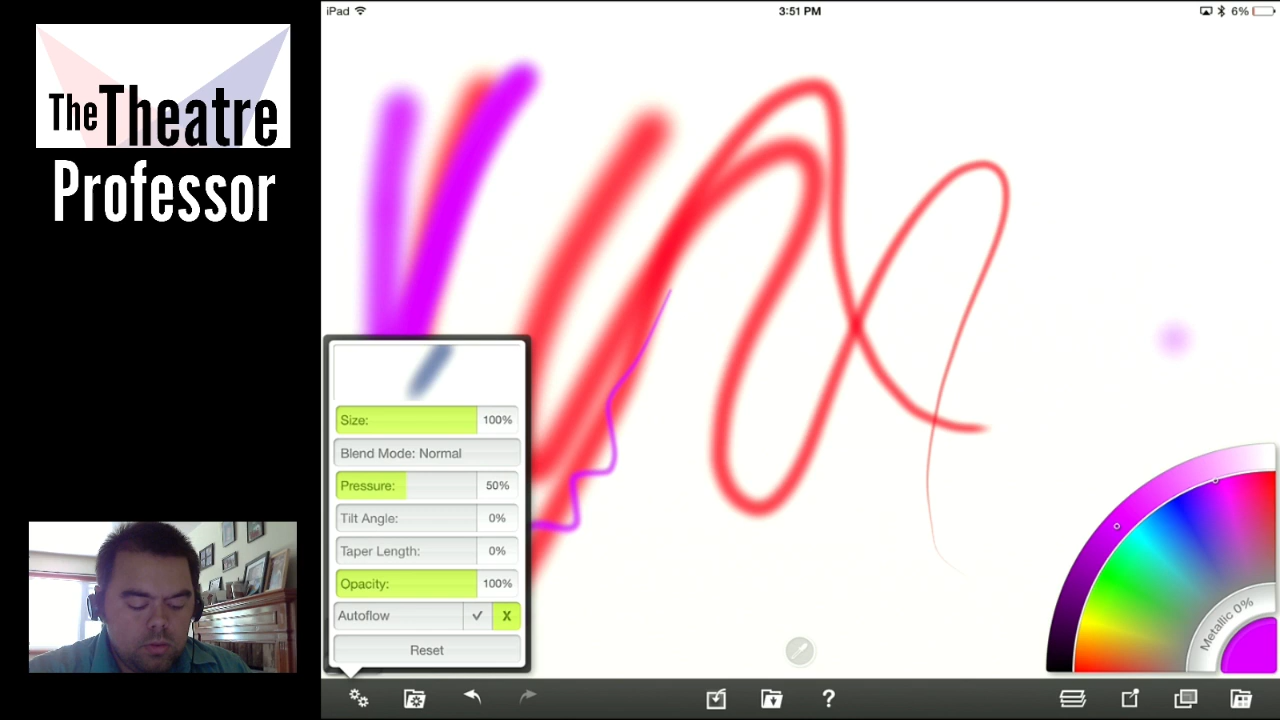 The Theatre
Professor
iPad
3:51 PM
6%
Size: 100%
Blend Mode: Normal
Pressure: 50%
Tilt Angle: 0%
Taper Length: 0%
Opacity: 100%
Autoflow ✓ X
Reset
Metallic 0%
?